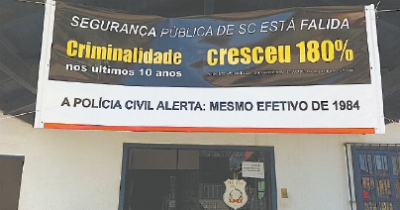 SEGURANÇA PÚBLICA DE SC ESTÁ FALIDA
Criminalidade cresceu 180%
nos últimos 10 anos
A POLÍCIA CIVIL ALERTA: MESMO EFETIVO DE 1984